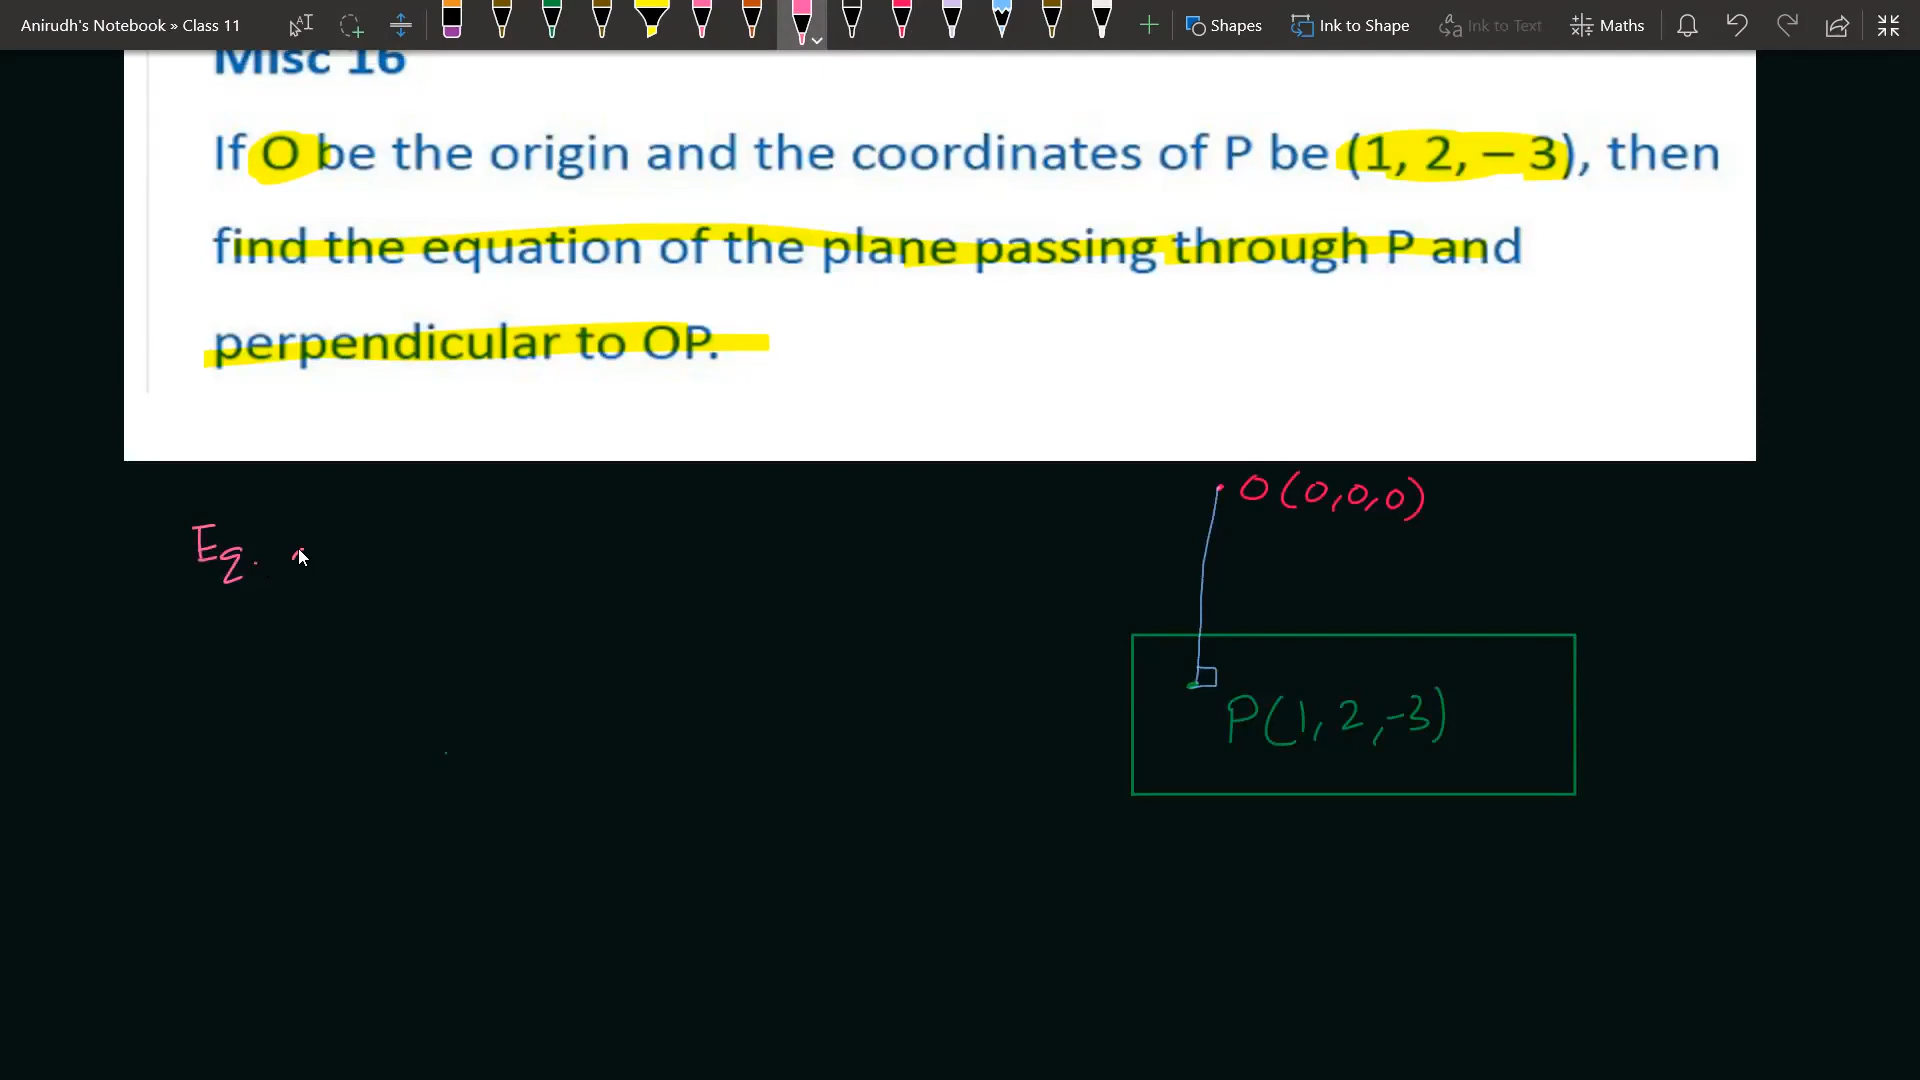 Anirudh's Notebook » Class 11
Shapes
Ink to Shape
Ink to Text
Maths
Misc 16
If O be the origin and the coordinates of P be (1, 2, – 3), then
find the equation of the plane passing through P and
perpendicular to OP.
O(0,0,0)
Eq.
P(1, 2, -3)